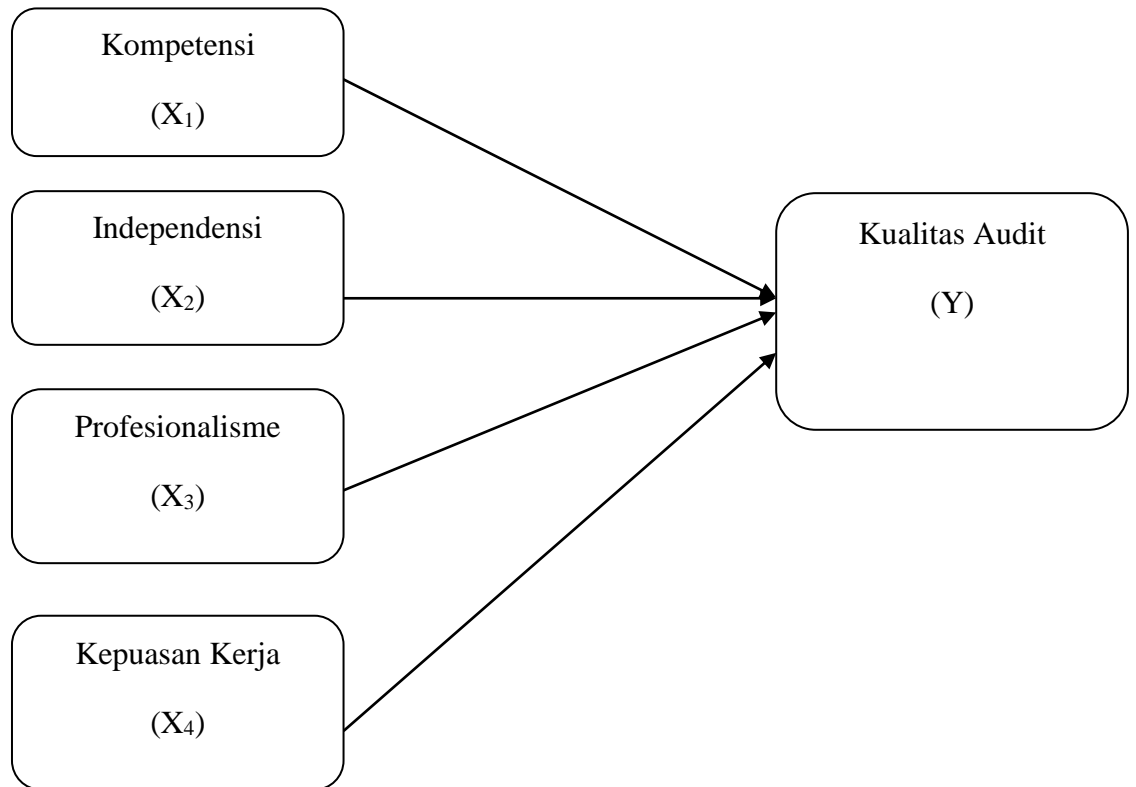 Kompetensi
(X₁)
Independensi
(X₂)
Profesionalisme
(X₃)
Kepuasan Kerja
(X₄)
Kualitas Audit
(Y)